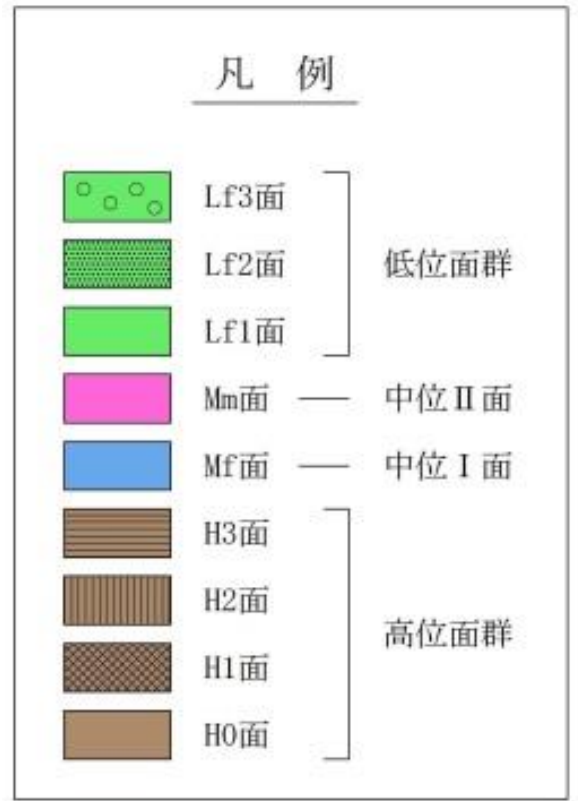 凡 例
Lf3面
Lf2面
低位面群
Lf1面
Mm面 — 中位Ⅱ面
Mf面 — 中位Ⅰ面
H3面
H2面
高位面群
H1面
H0面